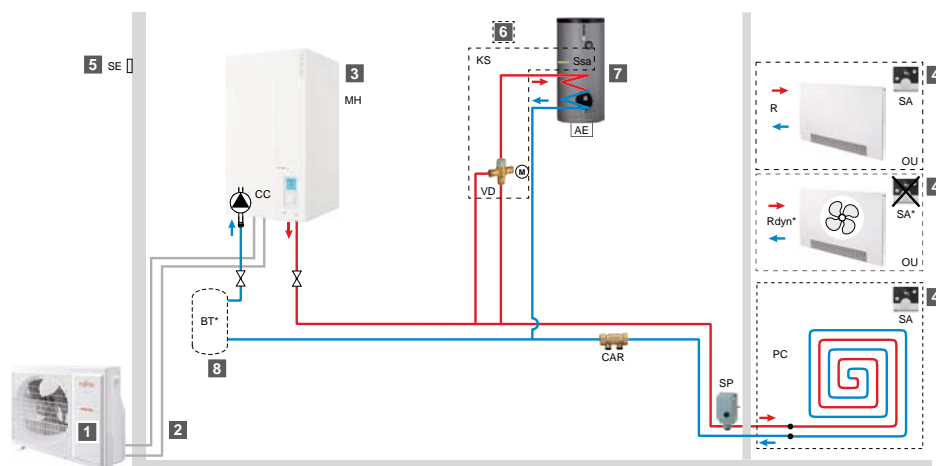 5 SE
3
MH
CC
6
KS
Ssa
7
AE
M
VD
4
SA
R
OU
4
SA*
Rdyn*
OU
4
SA
PC
BT*
8
CAR
SP
1
2
FUJITSU